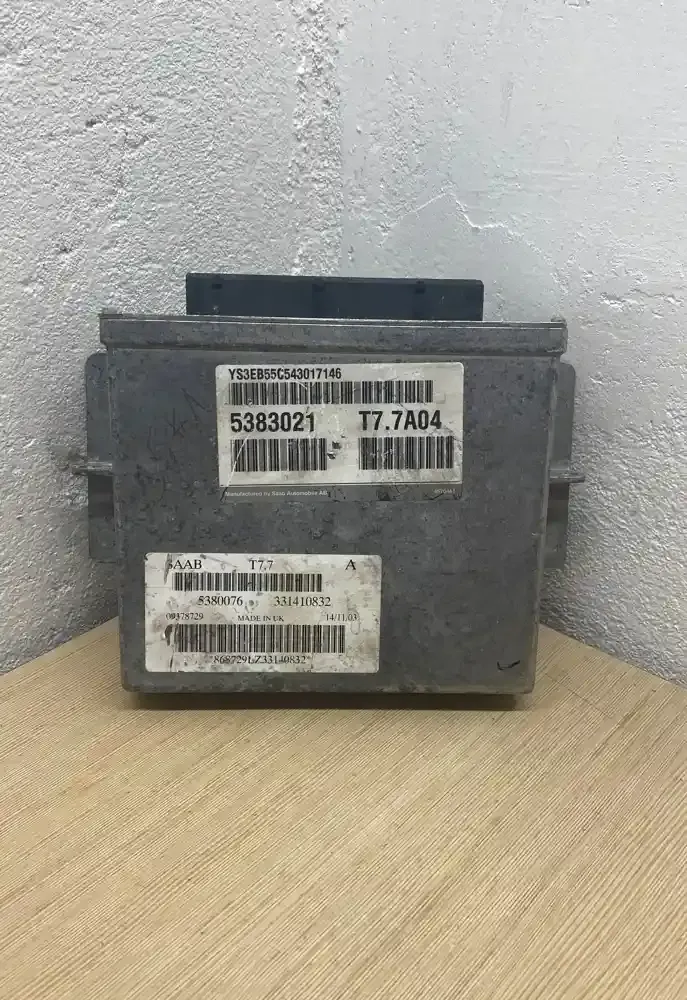 YS3EB55C543017146
5383021 T7.7A04
Manufactured by Saab Automobile AB
SAAB T7.7 A
5380076 331410832
09378729 MADE IN UK 14/11/03